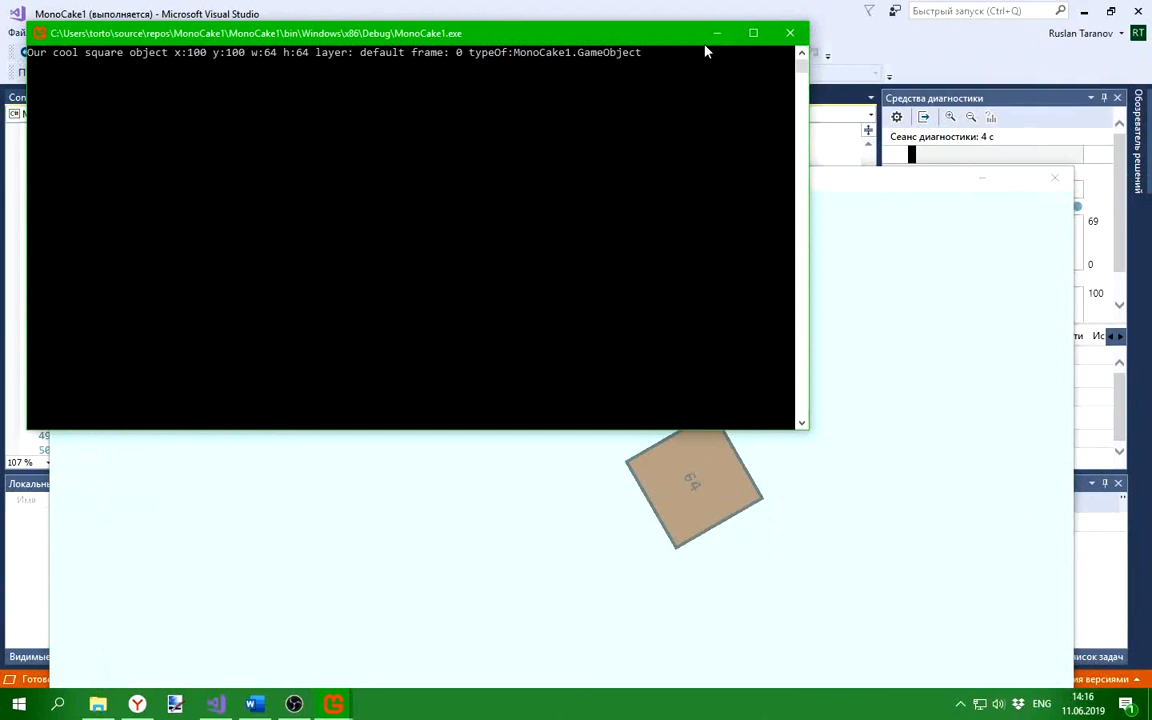 MonoCake1 (выполняется) - Microsoft Visual Studio
Быстрый запуск (Ctrl+Q)
Ruslan Taranov
RT
C:\Users\torto\source\repos\MonoCake1\MonoCake1\bin\Windows\x86\Debug\MonoCake1.exe
Our cool square object x:100 y:100 w:64 h:64 layer: default frame: 0 typeOf:MonoCake1.GameObject
Средства диагностики
Обозреватель решений
Сеанс диагностики: 4 с
69
0
100
64
107 %
14:16
ENG
11.06.2019
1